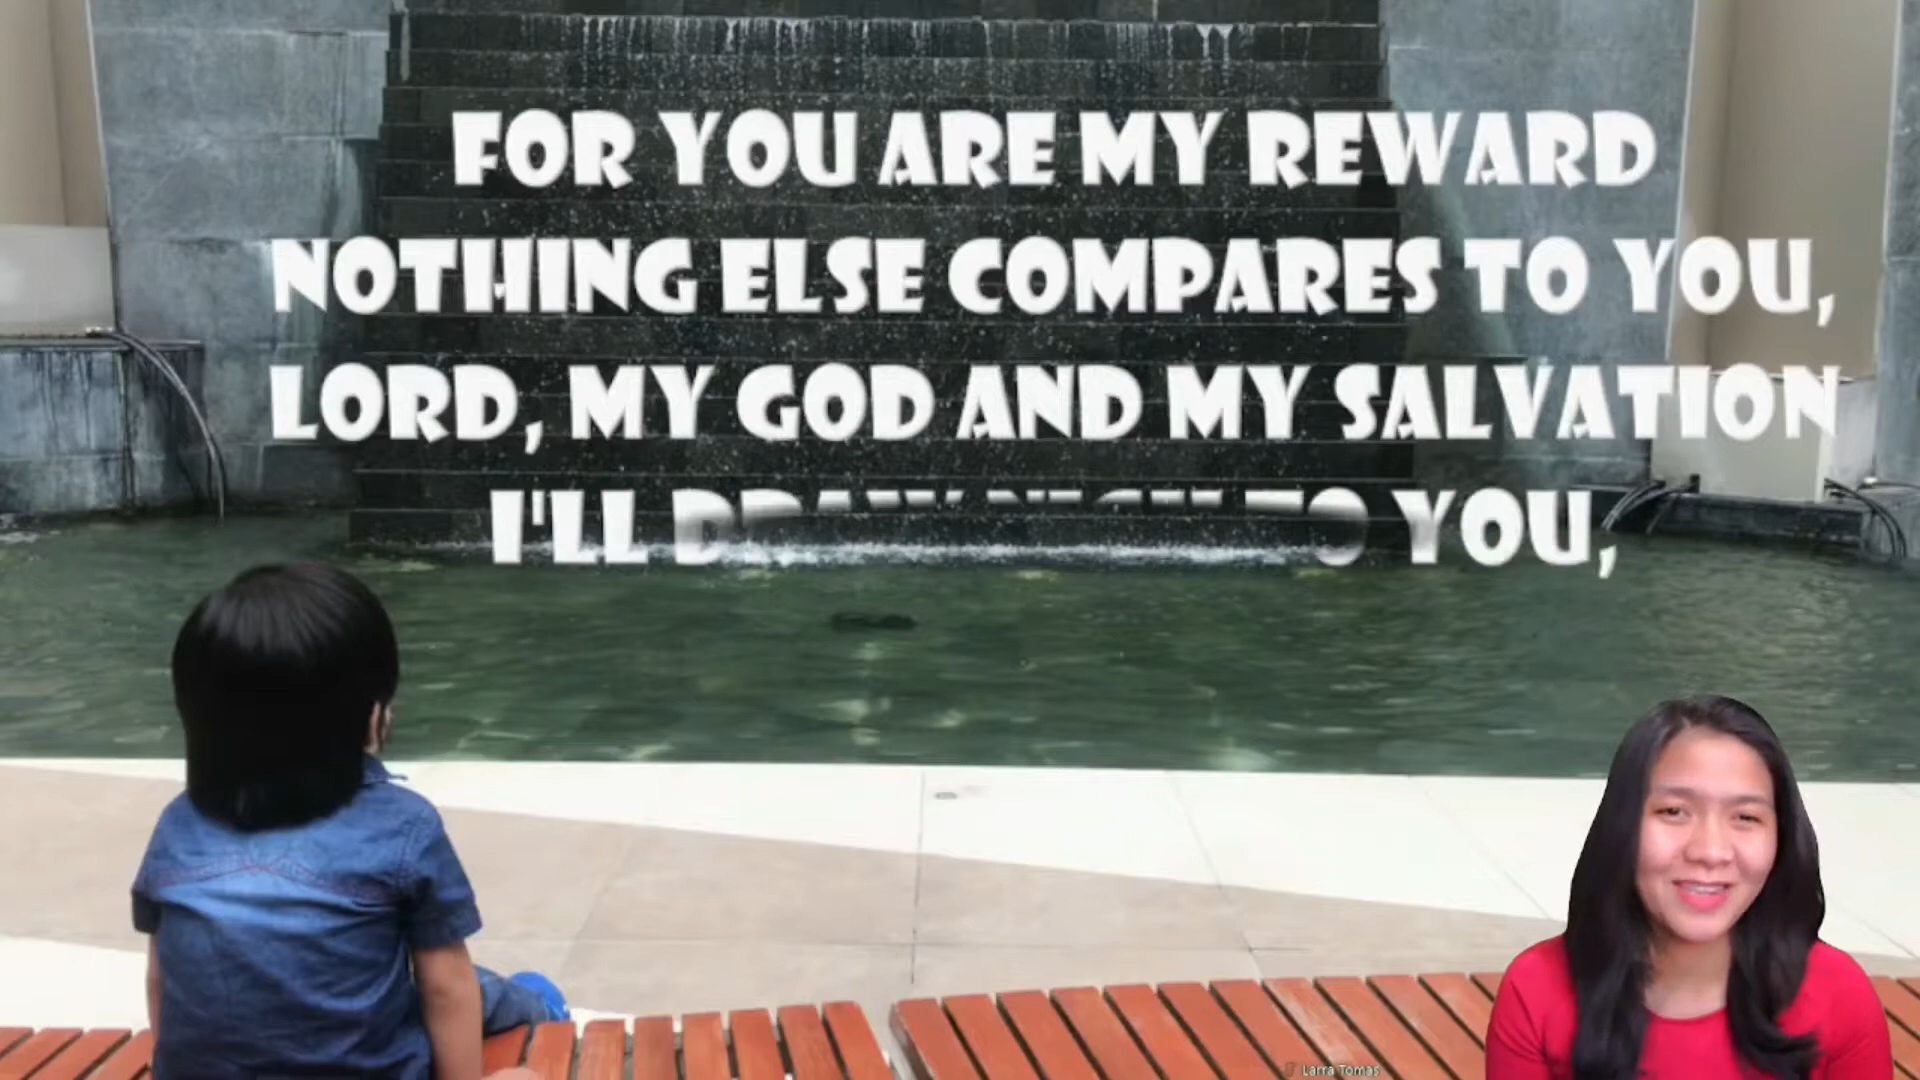 FOR YOU ARE MY REWARD
NOTHING ELSE COMPARES TO YOU,
LORD, MY GOD AND MY SALVATION
I'LL TO YOU,
Larra Tomas